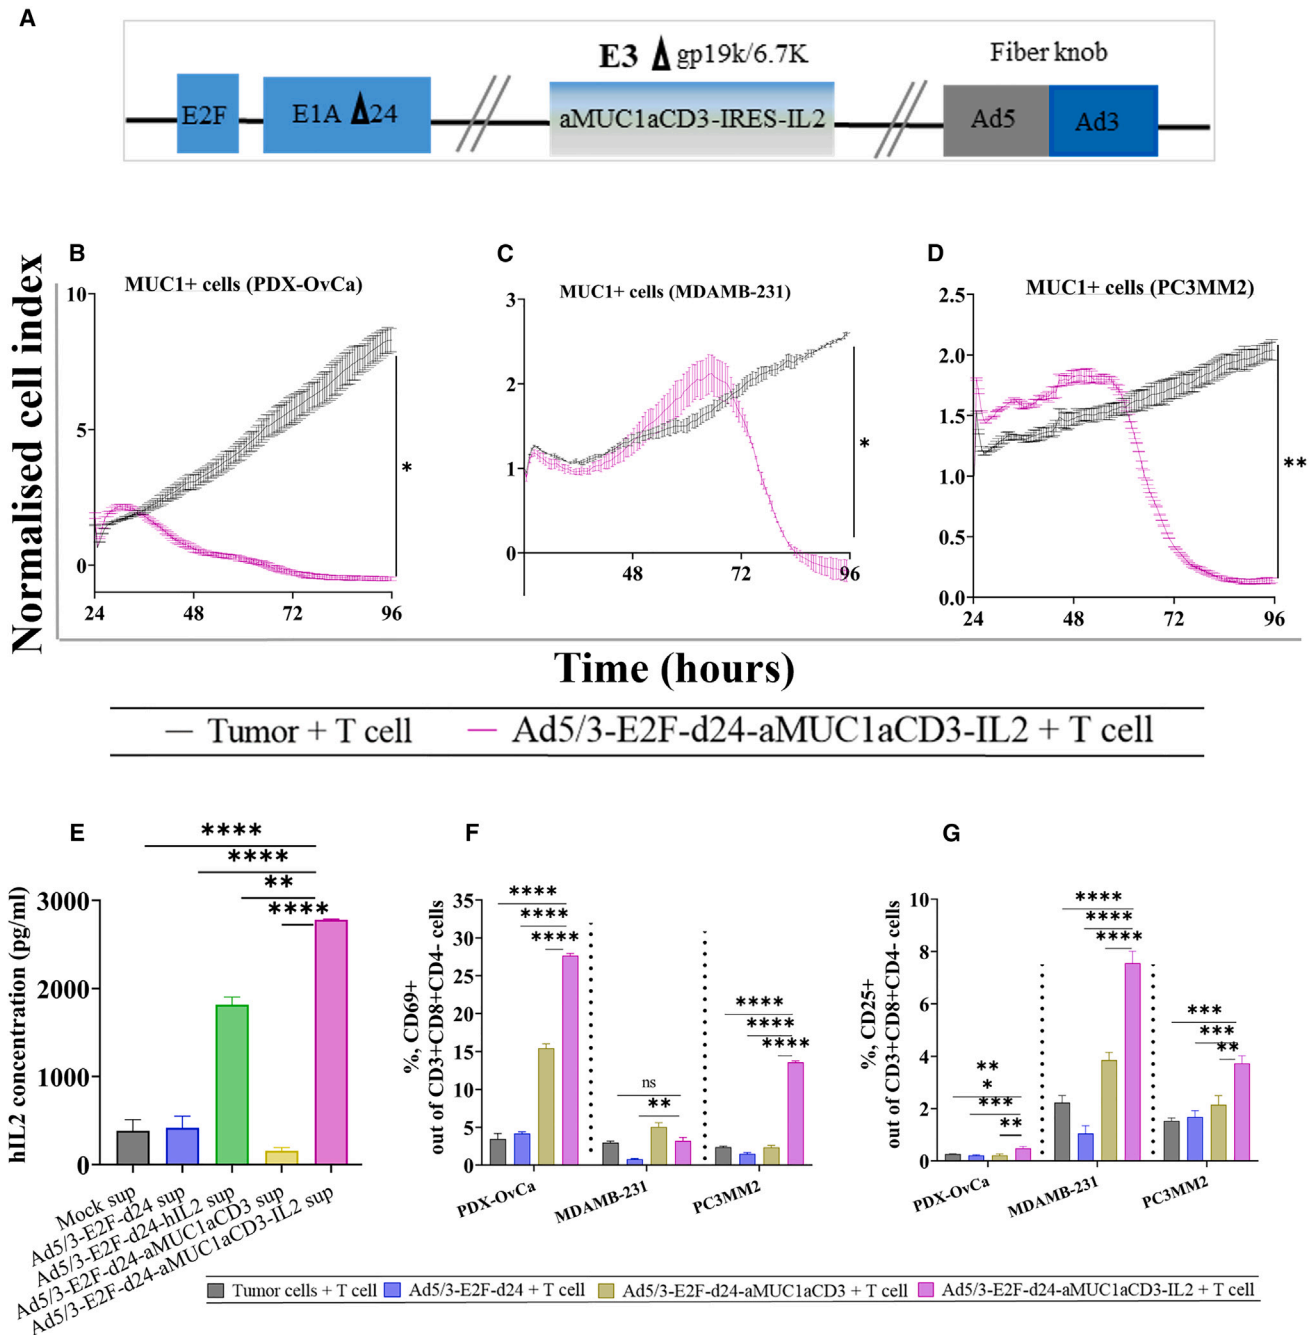 A
E3 Δ gp19k/6.7K
Fiber knob
E2F
E1A Δ24
aMUC1aCD3-IRES-IL2
Ad5
Ad3
Normalised cell index
B
MUC1+ cells (PDX-OvCa)
10
5
0
24 48 72 96
*
C
MUC1+ cells (MDAMB-231)
3
2
1
0
48 72 96
*
D
MUC1+ cells (PC3MM2)
2.5
2.0
1.5
1.0
0.5
0.0
24 48 72 96
**
Time (hours)
Tumor + T cell
Ad5/3-E2F-d24-aMUC1aCD3-IL2 + T cell
E
hIL2 concentration (pg/ml)
3000
2000
1000
0
****
****
**
****
Mock sup
Ad5/3-E2F-d24 sup
Ad5/3-E2F-d24-hIL2 sup
Ad5/3-E2F-d24-aMUC1aCD3 sup
Ad5/3-E2F-d24-aMUC1aCD3-IL2 sup
F
%, CD69+
out of CD3+CD8+CD4- cells
35
30
25
20
15
10
5
0
****
****
****
ns
**
****
****
****
PDX-OvCa
MDAMB-231
PC3MM2
G
%, CD25+
out of CD3+CD8+CD4- cells
10
8
6
4
2
0
**
*
***
**
****
****
****
***
***
**
PDX-OvCa
MDAMB-231
PC3MM2
Tumor cells + T cell
Ad5/3-E2F-d24 + T cell
Ad5/3-E2F-d24-aMUC1aCD3 + T cell
Ad5/3-E2F-d24-aMUC1aCD3-IL2 + T cell